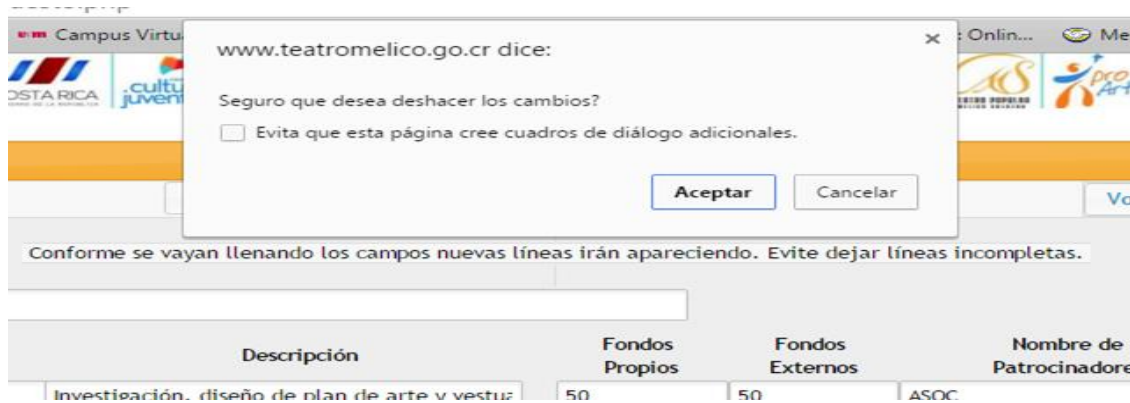 Campus Virtu
www.teatromelico.go.cr dice:
: Onlin...
Me
OSTA RICA
Seguro que desea deshacer los cambios?
Evita que esta página cree cuadros de diálogo adicionales.
Aceptar
Cancelar
Vo
Conforme se vayan llenando los campos nuevas líneas irán apareciendo. Evite dejar líneas incompletas.
Descripción
Fondos
Propios
Fondos
Externos
Nombre de
Patrocinadore
Investigación, diseño de plan de arte y vestua
50
50
ASOC